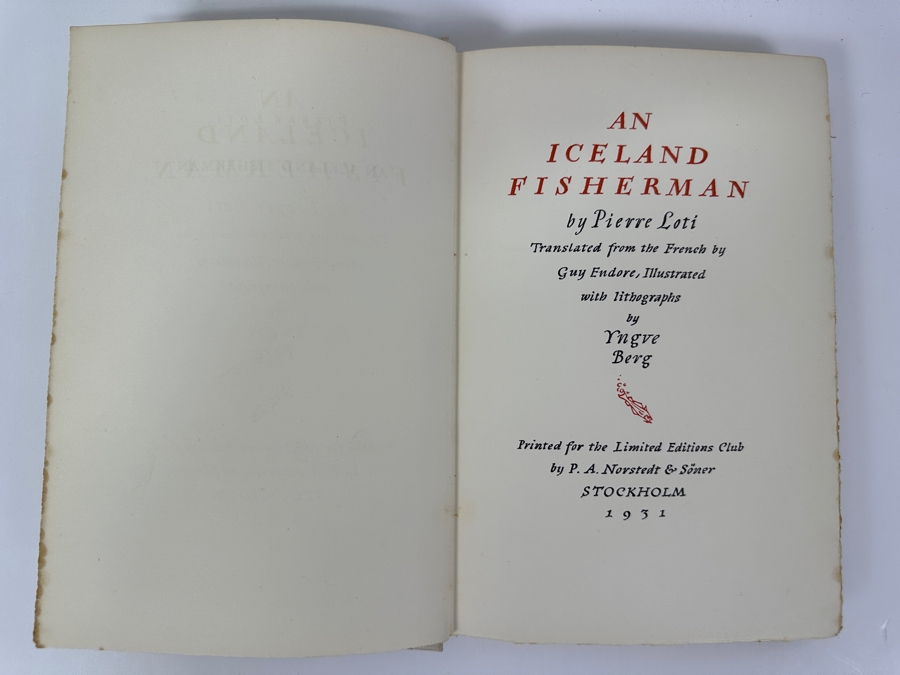 AN
ICELAND
FISHERMAN
by Pierre Loti
Translated from the French by
Guy Endore, Illustrated
with lithographs
by
Yngve
Berg
Printed for the Limited Editions Club
by P. A. Norstedt & Söner
STOCKHOLM
1931